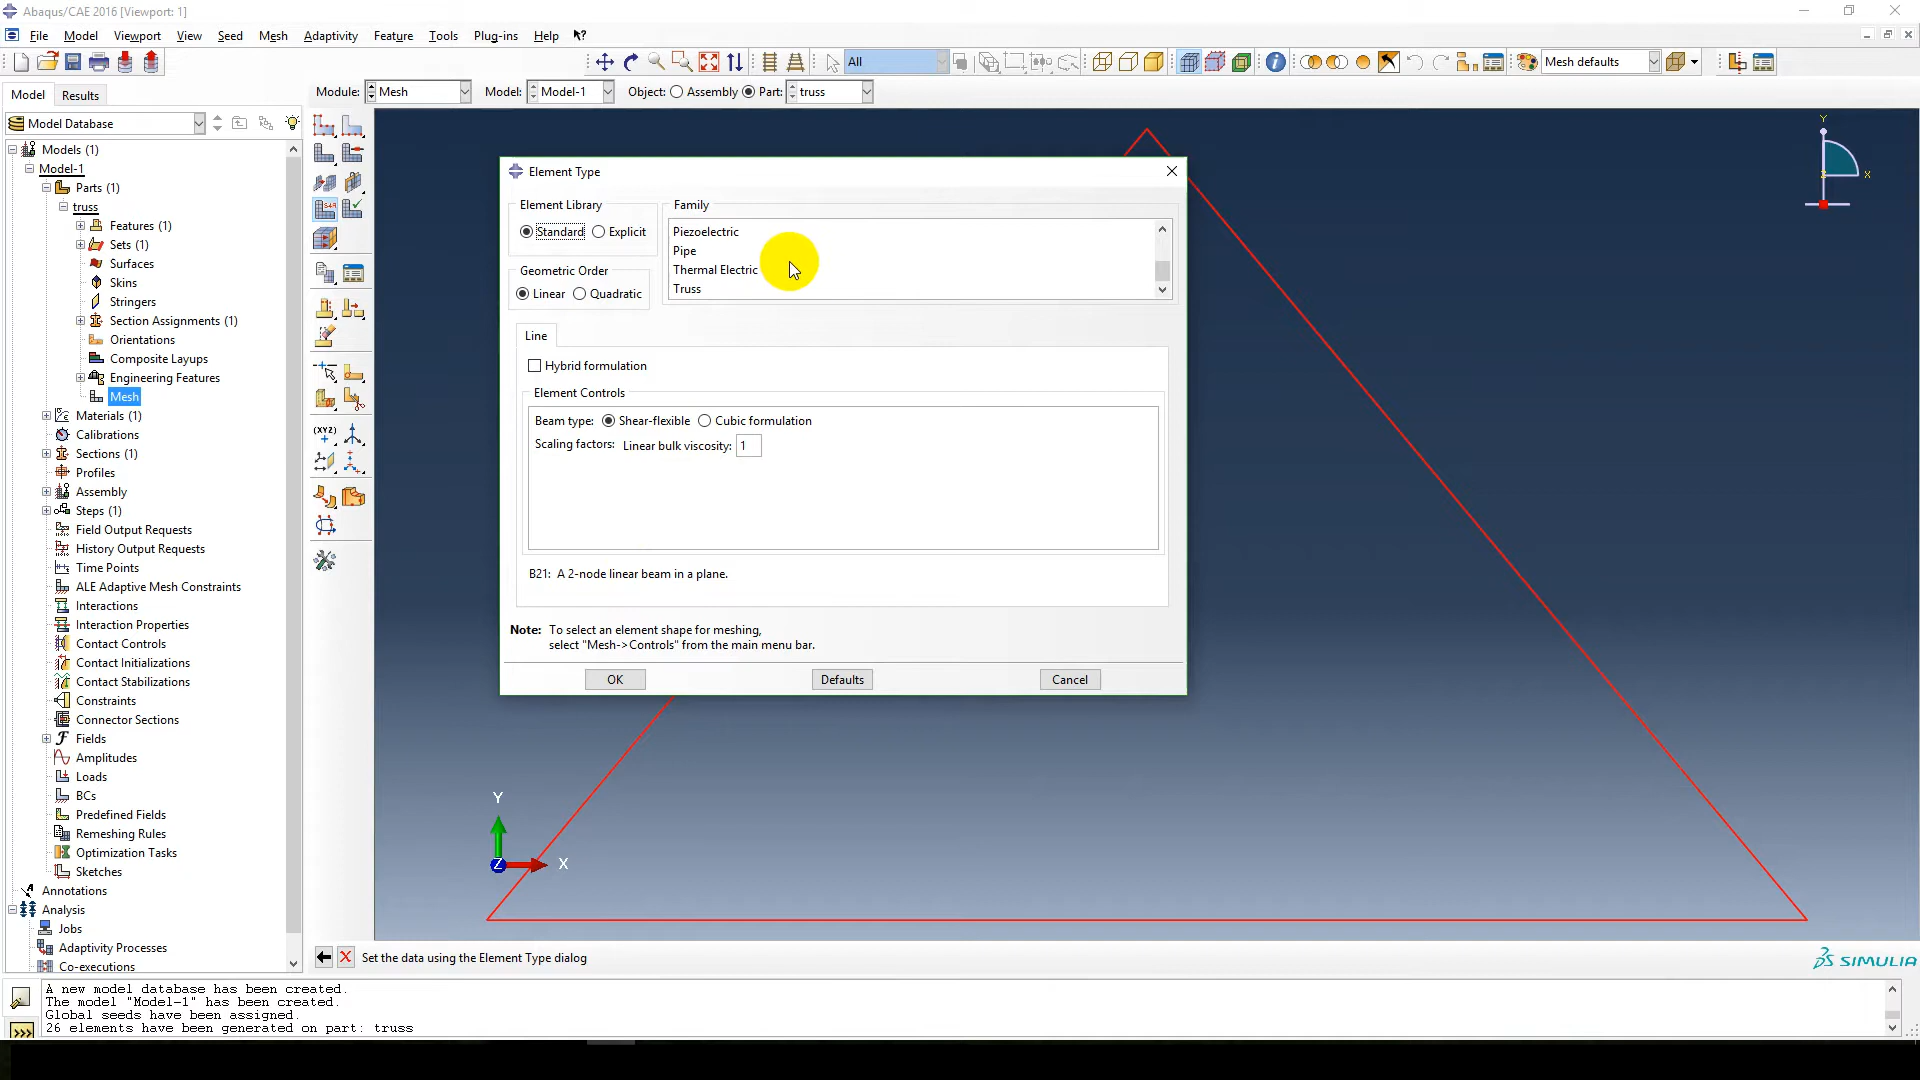 Abaqus/CAE 2016 [Viewport: 1]
File Model Viewport View Seed Mesh Adaptivity Feature Tools Plug-ins Help
All
Mesh defaults
Model Results
Module: Mesh Model: Model-1 Object: Assembly Part: truss
Model Database
Models (1)
Model-1
Parts (1)
truss
Features (1)
Sets (1)
Surfaces
Skins
Stringers
Section Assignments (1)
Orientations
Composite Layups
Engineering Features
Mesh
Materials (1)
Calibrations
Sections (1)
Profiles
Assembly
Steps (1)
Field Output Requests
History Output Requests
Time Points
ALE Adaptive Mesh Constraints
Interactions
Interaction Properties
Contact Controls
Contact Initializations
Contact Stabilizations
Constraints
Connector Sections
Fields
Amplitudes
Loads
BCs
Predefined Fields
Remeshing Rules
Optimization Tasks
Sketches
Annotations
Analysis
Jobs
Adaptivity Processes
Co-executions
(XYZ)
Element Type
Element Library
Standard Explicit
Geometric Order
Linear Quadratic
Family
Piezoelectric
Pipe
Thermal Electric
Truss
Line
Hybrid formulation
Element Controls
Beam type: Shear-flexible Cubic formulation
Scaling factors: Linear bulk viscosity: 1
B21: A 2-node linear beam in a plane.
Note: To select an element shape for meshing,
select "Mesh->Controls" from the main menu bar.
OK Defaults Cancel
Y
X
Y
Z
X
Set the data using the Element Type dialog
SIMULIA
A new model database has been created.
The model "Model-1" has been created.
Global seeds have been assigned.
26 elements have been generated on part: truss
>>>